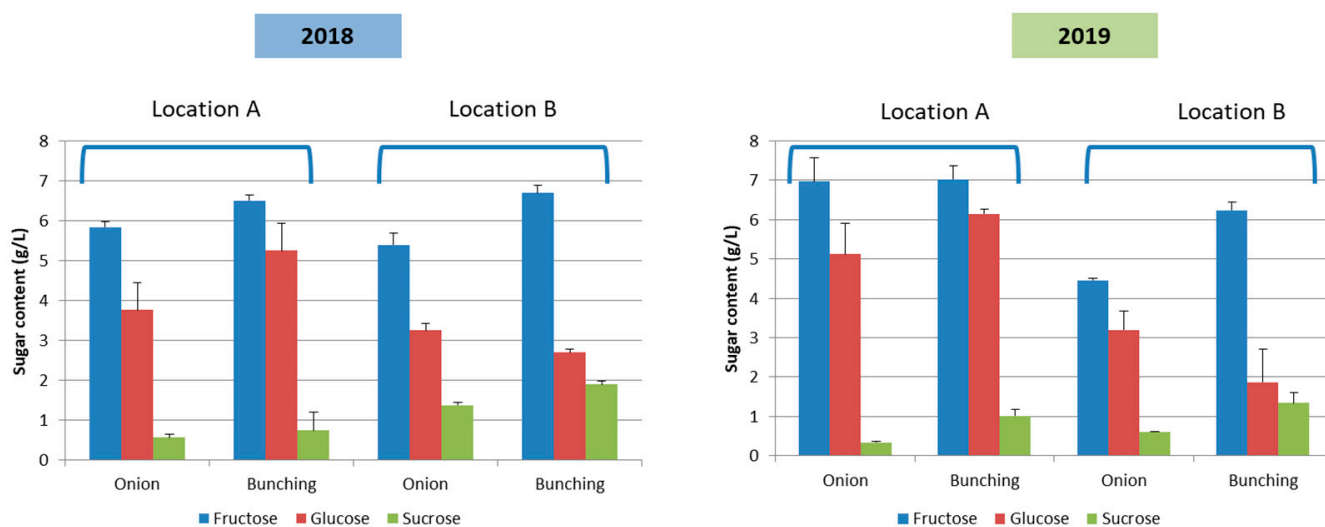 2018
Location A
Location B
Sugar content (g/L)
8
7
6
5
4
3
2
1
0
Onion
Bunching
Onion
Bunching
Fructose
Glucose
Sucrose
2019
Location A
Location B
Sugar content (g/L)
8
7
6
5
4
3
2
1
0
Onion
Bunching
Onion
Bunching
Fructose
Glucose
Sucrose